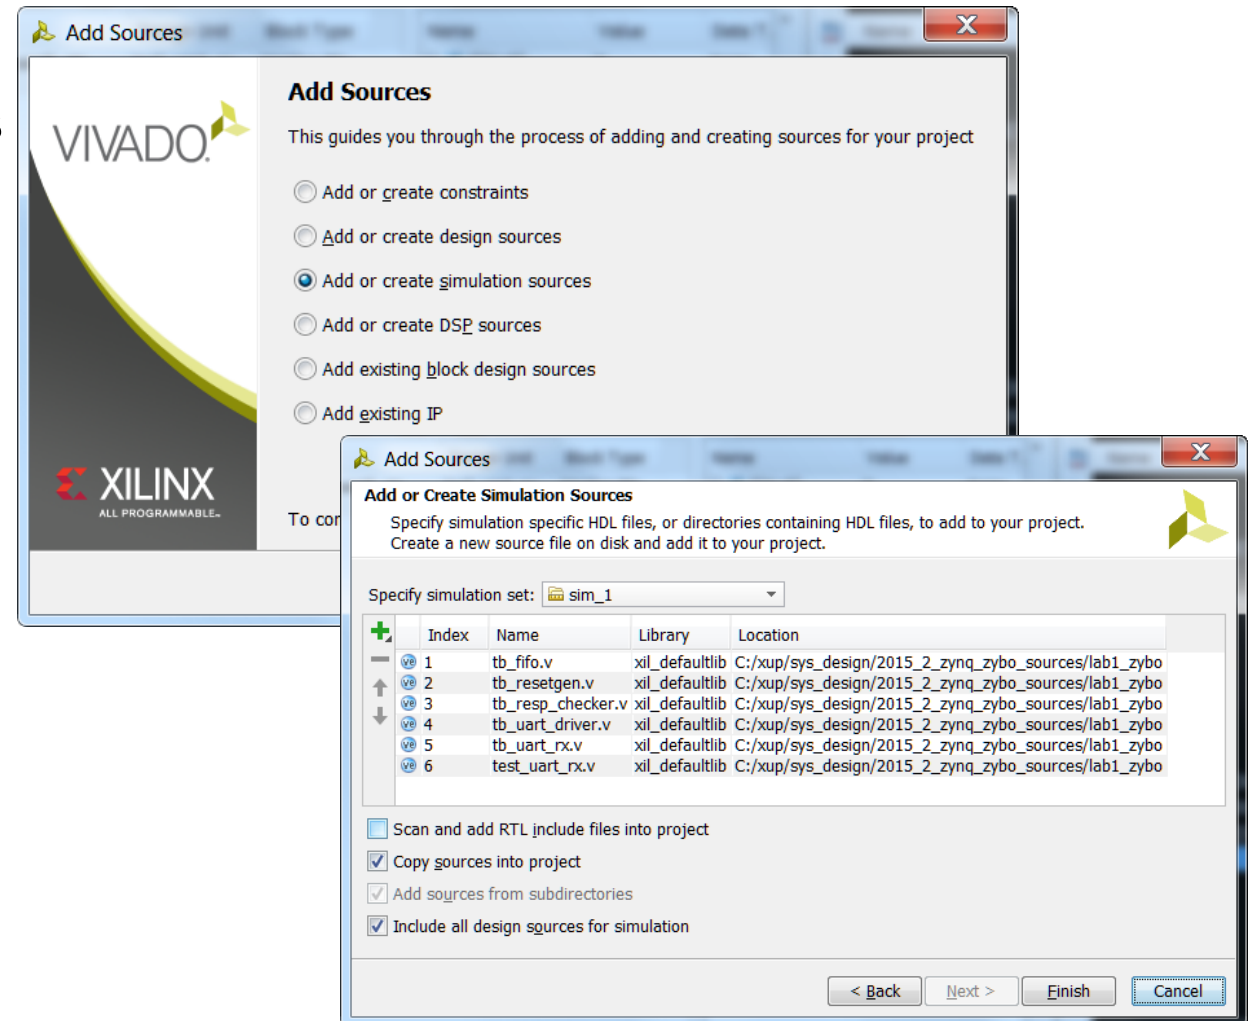 Add Sources
VIVADO.
Add Sources
This guides you through the process of adding and creating sources for your project
Add or create constraints
Add or create design sources
Add or create simulation sources
Add or create DSP sources
Add existing block design sources
Add existing IP
XILINX
ALL PROGRAMMABLE™
To
Add Sources
Add or Create Simulation Sources
Specify simulation specific HDL files, or directories containing HDL files, to add to your project.
Create a new source file on disk and add it to your project.
Specify simulation set: sim_1
Index Name Library Location
1 tb_fifo.v xil_defaultlib C:/xup/sys_design/2015_2_zynq_zybo_sources/lab1_zybo
2 tb_resetgen.v xil_defaultlib C:/xup/sys_design/2015_2_zynq_zybo_sources/lab1_zybo
3 tb_resp_checker.v xil_defaultlib C:/xup/sys_design/2015_2_zynq_zybo_sources/lab1_zybo
4 tb_uart_driver.v xil_defaultlib C:/xup/sys_design/2015_2_zynq_zybo_sources/lab1_zybo
5 tb_uart_rx.v xil_defaultlib C:/xup/sys_design/2015_2_zynq_zybo_sources/lab1_zybo
6 test_uart_rx.v xil_defaultlib C:/xup/sys_design/2015_2_zynq_zybo_sources/lab1_zybo
Scan and add RTL include files into project
Copy sources into project
Add sources from subdirectories
Include all design sources for simulation
< Back Next > Finish Cancel